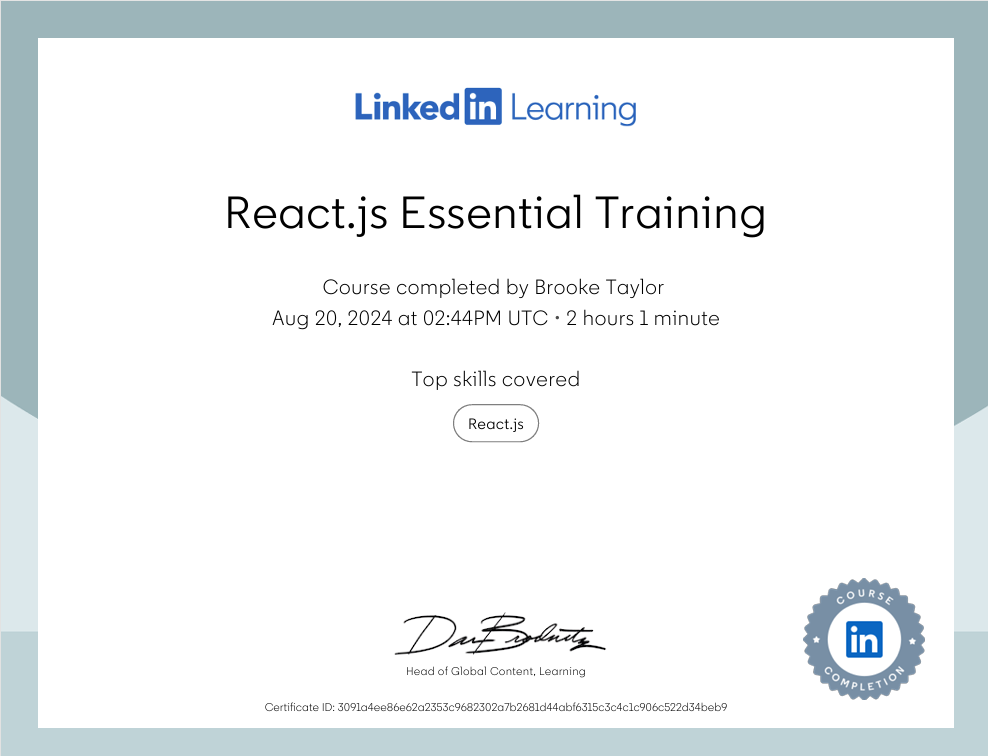 Linkedin Learning
React.js Essential Training
Course completed by Brooke Taylor
Aug 20, 2024 at 02:44PM UTC • 2 hours 1 minute
Top skills covered
React.js
Dan Brodnitz
Head of Global Content, Learning
COURSE
in
COMPLETION
Certificate ID: 3091a4ee86e62a2353c9682302a7b2681d44abf6315c3c4c1c906c522d34beb9